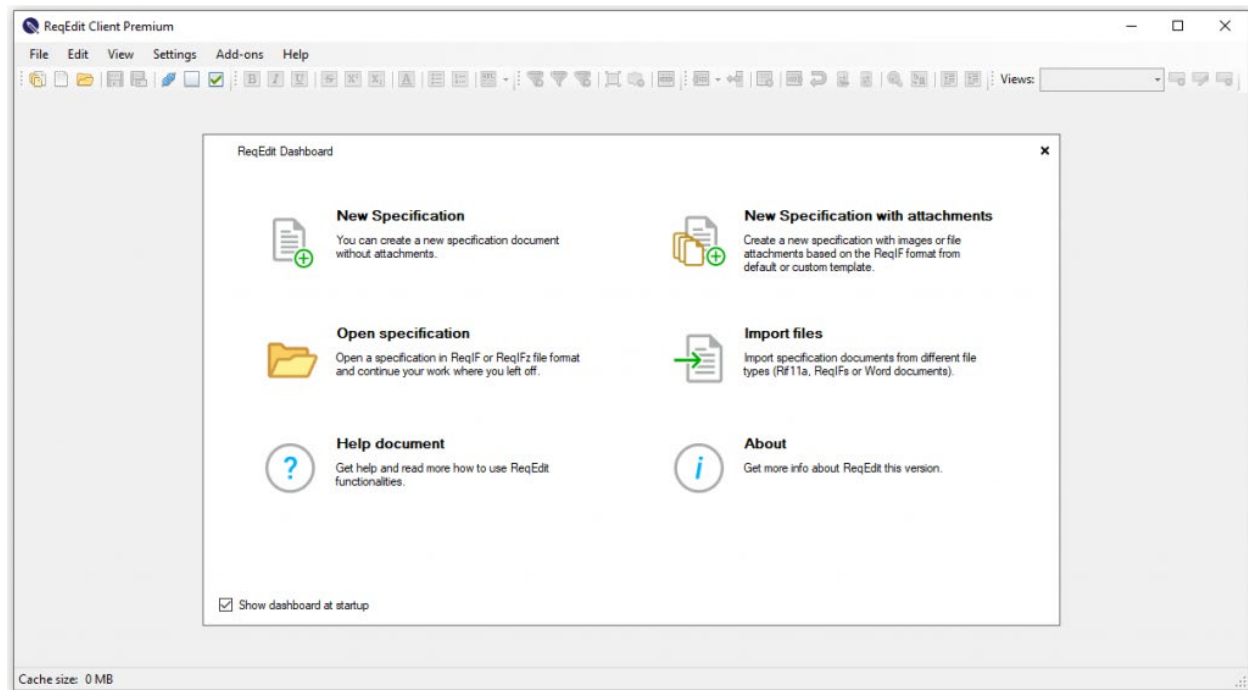 ReqEdit Client Premium
File Edit View Settings Add-ons Help
Views:
ReqEdit Dashboard
New Specification
You can create a new specification document
without attachments.
New Specification with attachments
Create a new specification with images or file
attachments based on the ReqIF format from
default or custom template.
Open specification
Open a specification in ReqIF or ReqIFz file format
and continue your work where you left off.
Import files
Import specification documents from different file
types (Rif11a, ReqIFs or Word documents).
Help document
Get help and read more how to use ReqEdit
functionalities.
About
Get more info about ReqEdit this version.
Show dashboard at startup
Cache size: 0 MB